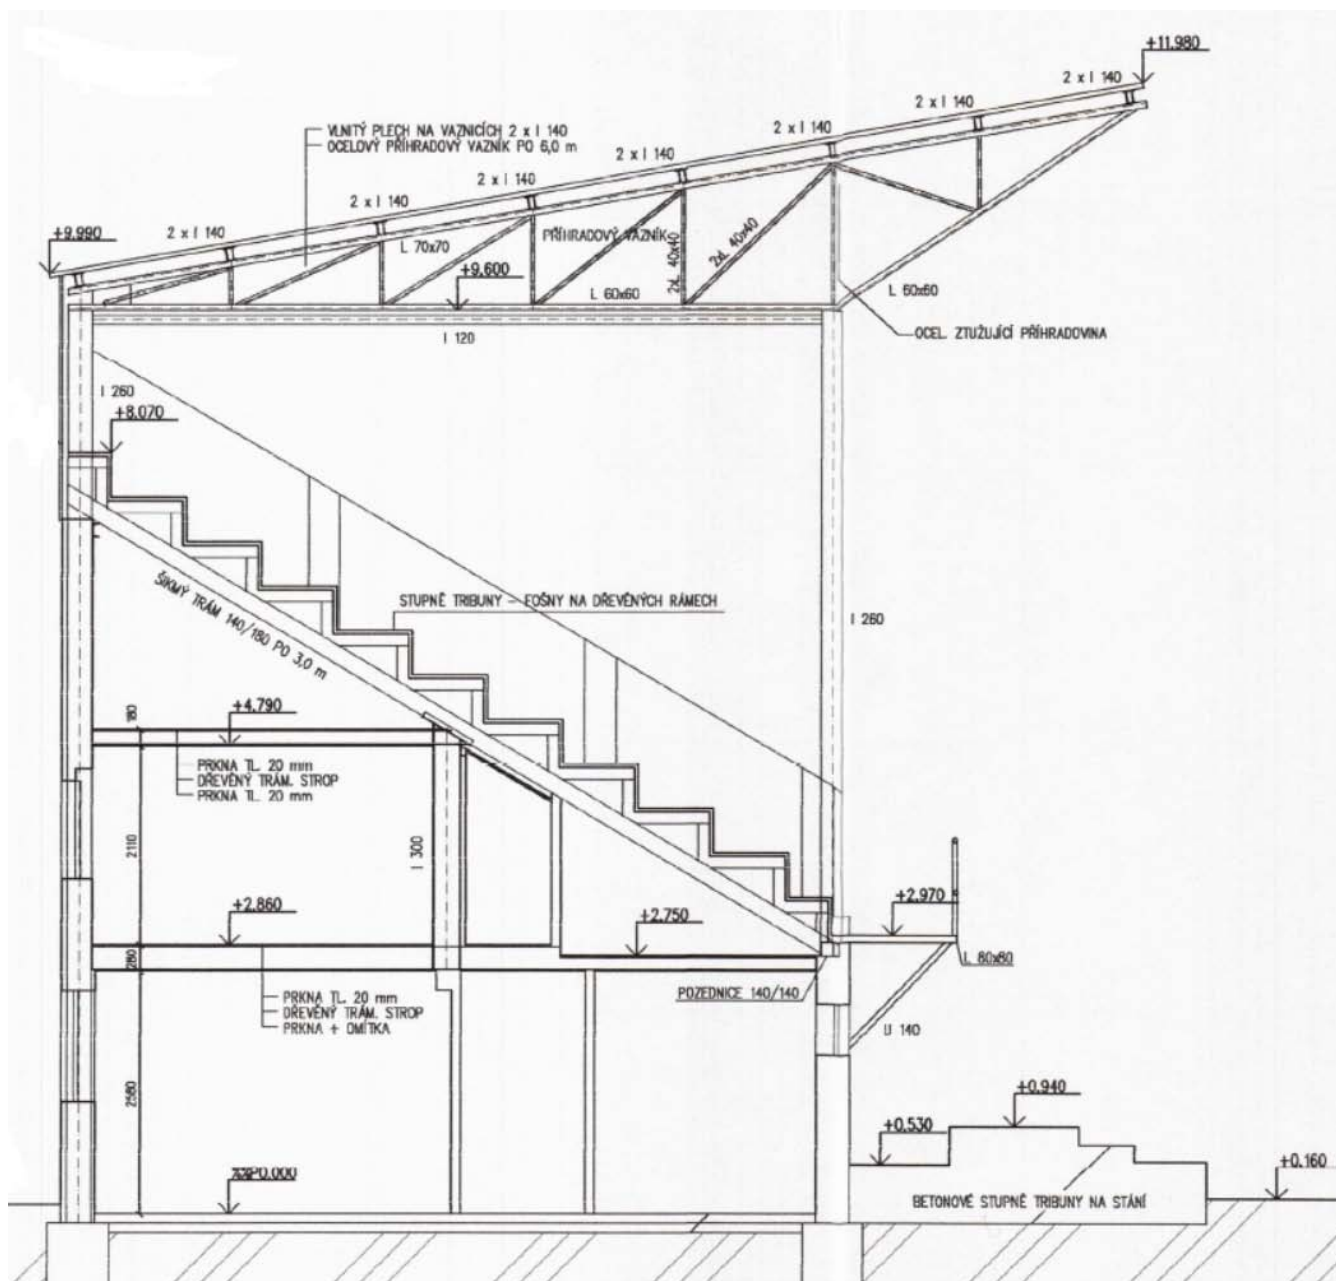 +11.980
2 x I 140
2 x I 140
2 x I 140
2 x I 140
2 x I 140
2 x I 140
2 x I 140
VLNITÝ PLECH NA VAZNICÍCH 2 x I 140
OCELOVÝ PŘÍHRADOVÝ VAZNÍK PO 6,0 m
+9.990
L 70x70
PŘÍHRADOVÝ VAZNÍK
2xL 40x40
2xL 40x40
+9.600
L 60x60
L 60x60
I 120
OCEL. ZTUŽUJÍCÍ PŘÍHRADOVINA
I 260
+8.070
ŠIKMÝ TRÁM 140/180 PO 3,0 m
STUPNĚ TRIBUNY - FOŠNY NA DŘEVĚNÝCH RÁMECH
I 260
180
+4.790
PRKNA TL. 20 mm
DŘEVĚNÝ TRÁM. STROP
PRKNA TL. 20 mm
2110
I 300
+2.860
+2.750
+2.970
L 80x80
280
PRKNA TL. 20 mm
DŘEVĚNÝ TRÁM. STROP
PRKNA + OMÍTKA
POZEDNICE 140/140
U 140
2580
+0.940
+0.530
+0.160
0.000
BETONOVÉ STUPNĚ TRIBUNY NA STÁNÍ